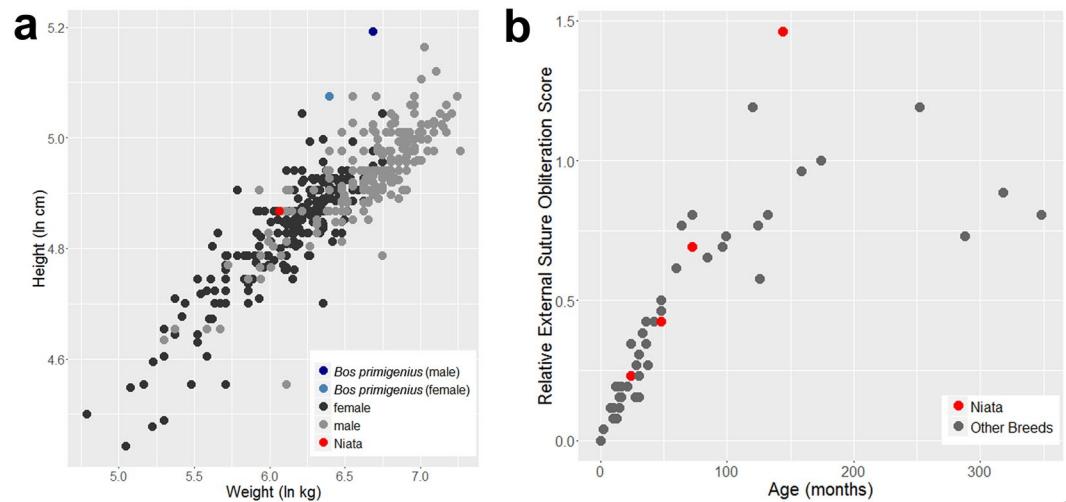 a
5.2
5.0
4.8
4.6
Height (ln cm)
5.0
5.5
6.0
6.5
7.0
Weight (ln kg)
Bos primigenius (male)
Bos primigenius (female)
female
male
Niata
b
1.5
1.0
0.5
0.0
Relative External Suture Obliteration Score
0
100
200
300
Age (months)
Niata
Other Breeds